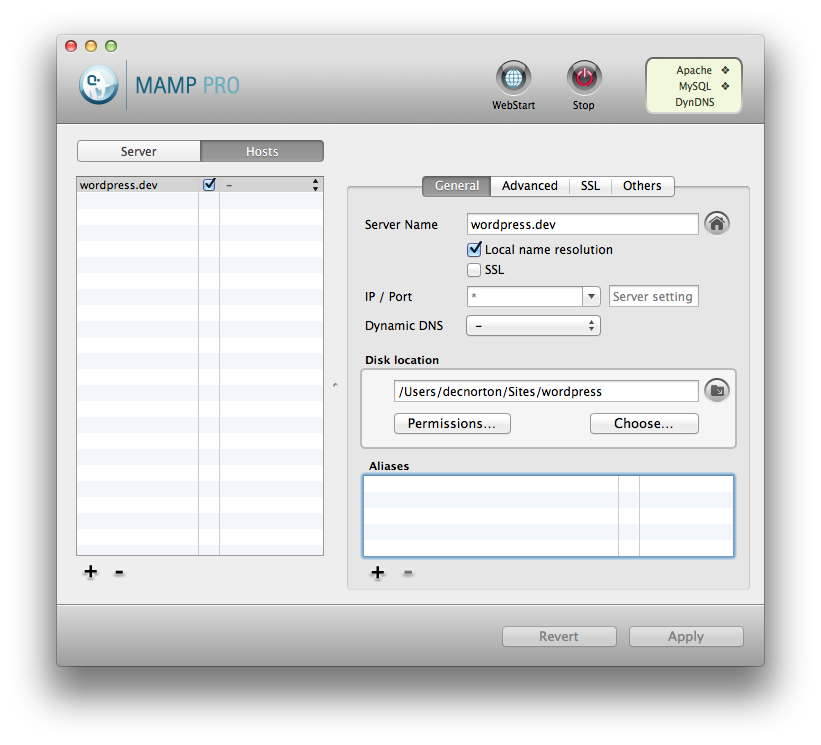 MAMP PRO
WebStart
Stop
Apache ❖
MySQL ❖
DynDNS
Server
Hosts
wordpress.dev
–
General
Advanced
SSL
Others
Server Name
wordpress.dev
Local name resolution
SSL
IP / Port
*
Server setting
Dynamic DNS
–
Disk location
/Users/decnorton/Sites/wordpress
Permissions...
Choose...
Aliases
+ -
+ -
Revert
Apply